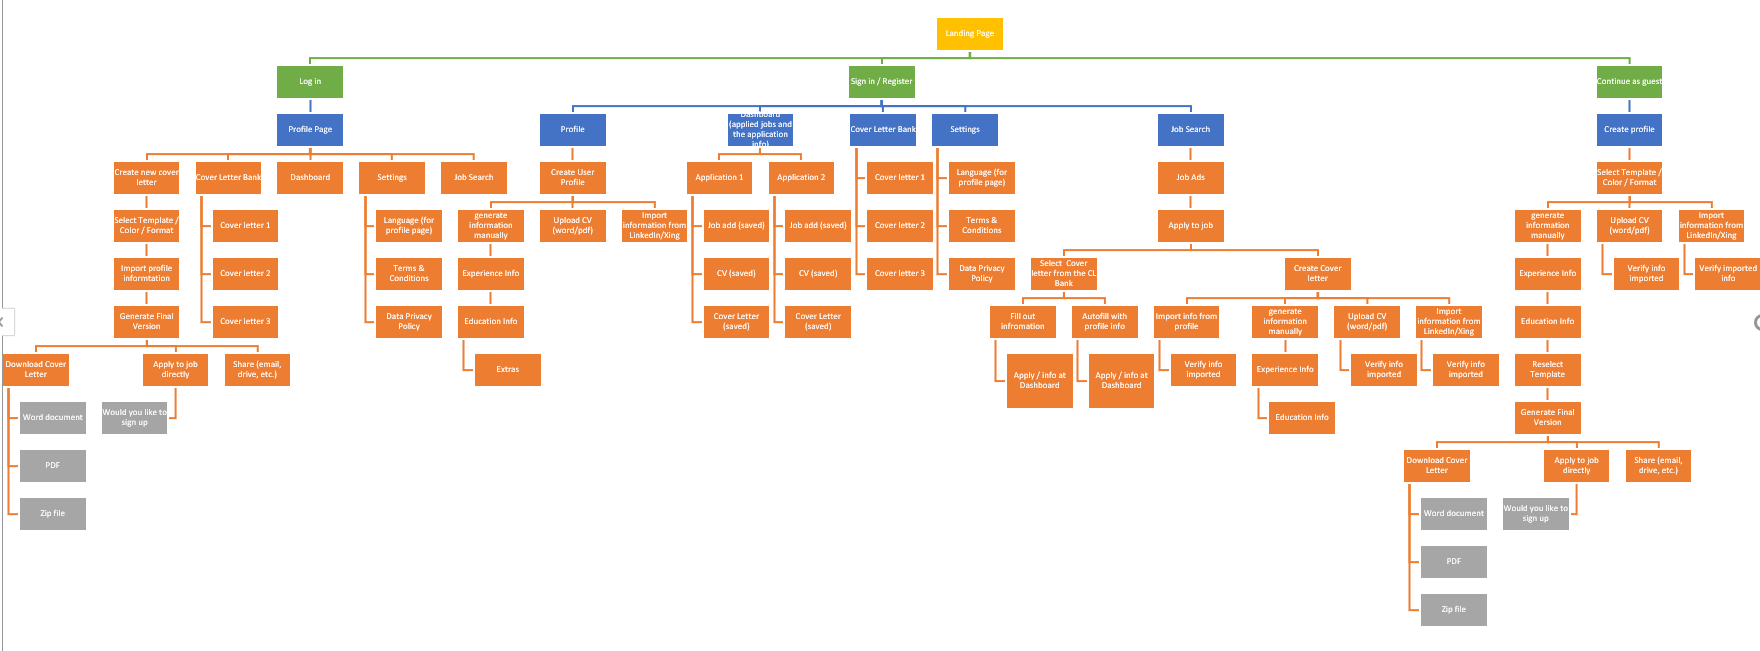 Landing Page
Log in
Sign in / Register
Continue as guest
Profile Page
Profile
Dashboard
(applied jobs and
the application
info)
Cover Letter Bank
Settings
Job Search
Create profile
Create new cover
letter
Cover Letter Bank
Dashboard
Settings
Job Search
Create User
Profile
Application 1
Application 2
Cover letter 1
Language (for
profile page)
Job Ads
Select Template /
Color / Format
Select Template /
Color / Format
Cover letter 1
Language (for
profile page)
generate
information
manually
Upload CV
(word/pdf)
Import
information from
LinkedIn/Xing
Job add (saved)
Job add (saved)
Cover letter 2
Terms &
Conditions
Apply to job
generate
information
manually
Upload CV
(word/pdf)
Import
information from
LinkedIn/Xing
Import profile
informtation
Cover letter 2
Terms &
Conditions
Experience Info
CV (saved)
CV (saved)
Cover letter 3
Data Privacy
Policy
Select Cover
letter from the CL
Bank
Create Cover
letter
Experience Info
Verify info
imported
Verify imported
info
Generate Final
Version
Cover letter 3
Data Privacy
Policy
Education Info
Cover Letter
(saved)
Cover Letter
(saved)
Fill out
infromation
Autofill with
profile info
Import info from
profile
generate
information
manually
Upload CV
(word/pdf)
Import
information from
LinkedIn/Xing
Education Info
Download Cover
Letter
Apply to job
directly
Share (email,
drive, etc.)
Extras
Apply / info at
Dashboard
Apply / info at
Dashboard
Verify info
imported
Experience Info
Verify info
imported
Verify info
imported
Reselect
Template
Word document
Would you like to
sign up
Education Info
Generate Final
Version
PDF
Download Cover
Letter
Apply to job
directly
Share (email,
drive, etc.)
Zip file
Word document
Would you like to
sign up
PDF
Zip file